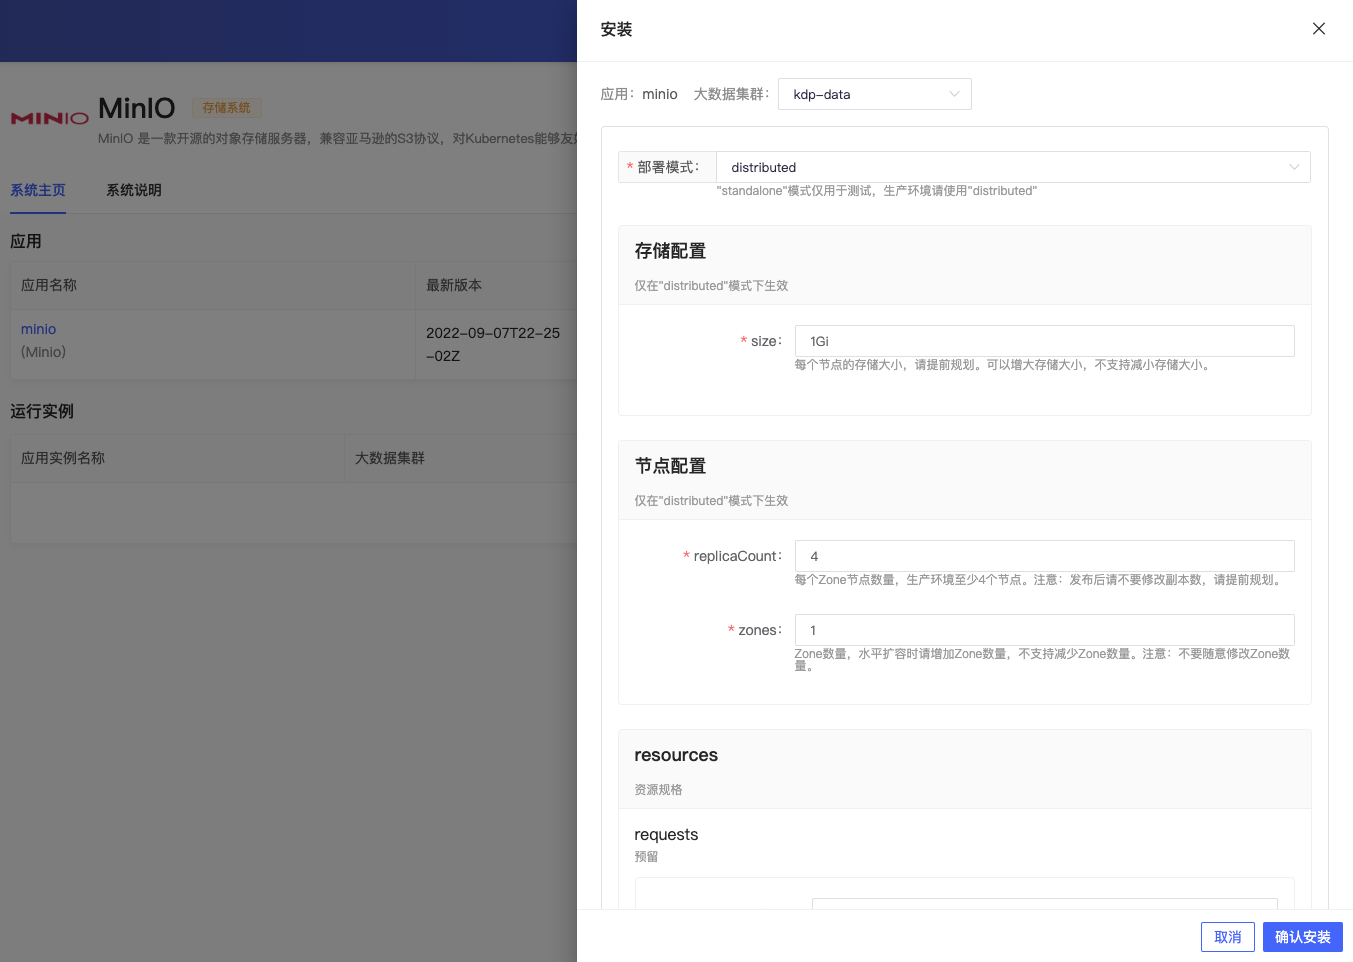 MINIO
MinIO
存储系统
MinIO 是一款开源的对象存储服务器，兼容亚马逊的S3协议，对Kubernetes能够友
系统主页
系统说明
应用
应用名称
最新版本
minio
(Minio)
2022-09-07T22-25
-02Z
运行实例
应用实例名称
大数据集群
安装
应用：minio 大数据集群：kdp-data
* 部署模式： distributed
"standalone"模式仅用于测试，生产环境请使用"distributed"
存储配置
仅在"distributed"模式下生效
* size： 1Gi
每个节点的存储大小，请提前规划。可以增大存储大小，不支持减小存储大小。
节点配置
仅在"distributed"模式下生效
* replicaCount： 4
每个Zone节点数量，生产环境至少4个节点。注意：发布后请不要修改副本数，请提前规划。
* zones： 1
Zone数量，水平扩容时请增加Zone数量，不支持减少Zone数量。注意：不要随意修改Zone数
量。
resources
资源规格
requests
预留
取消
确认安装